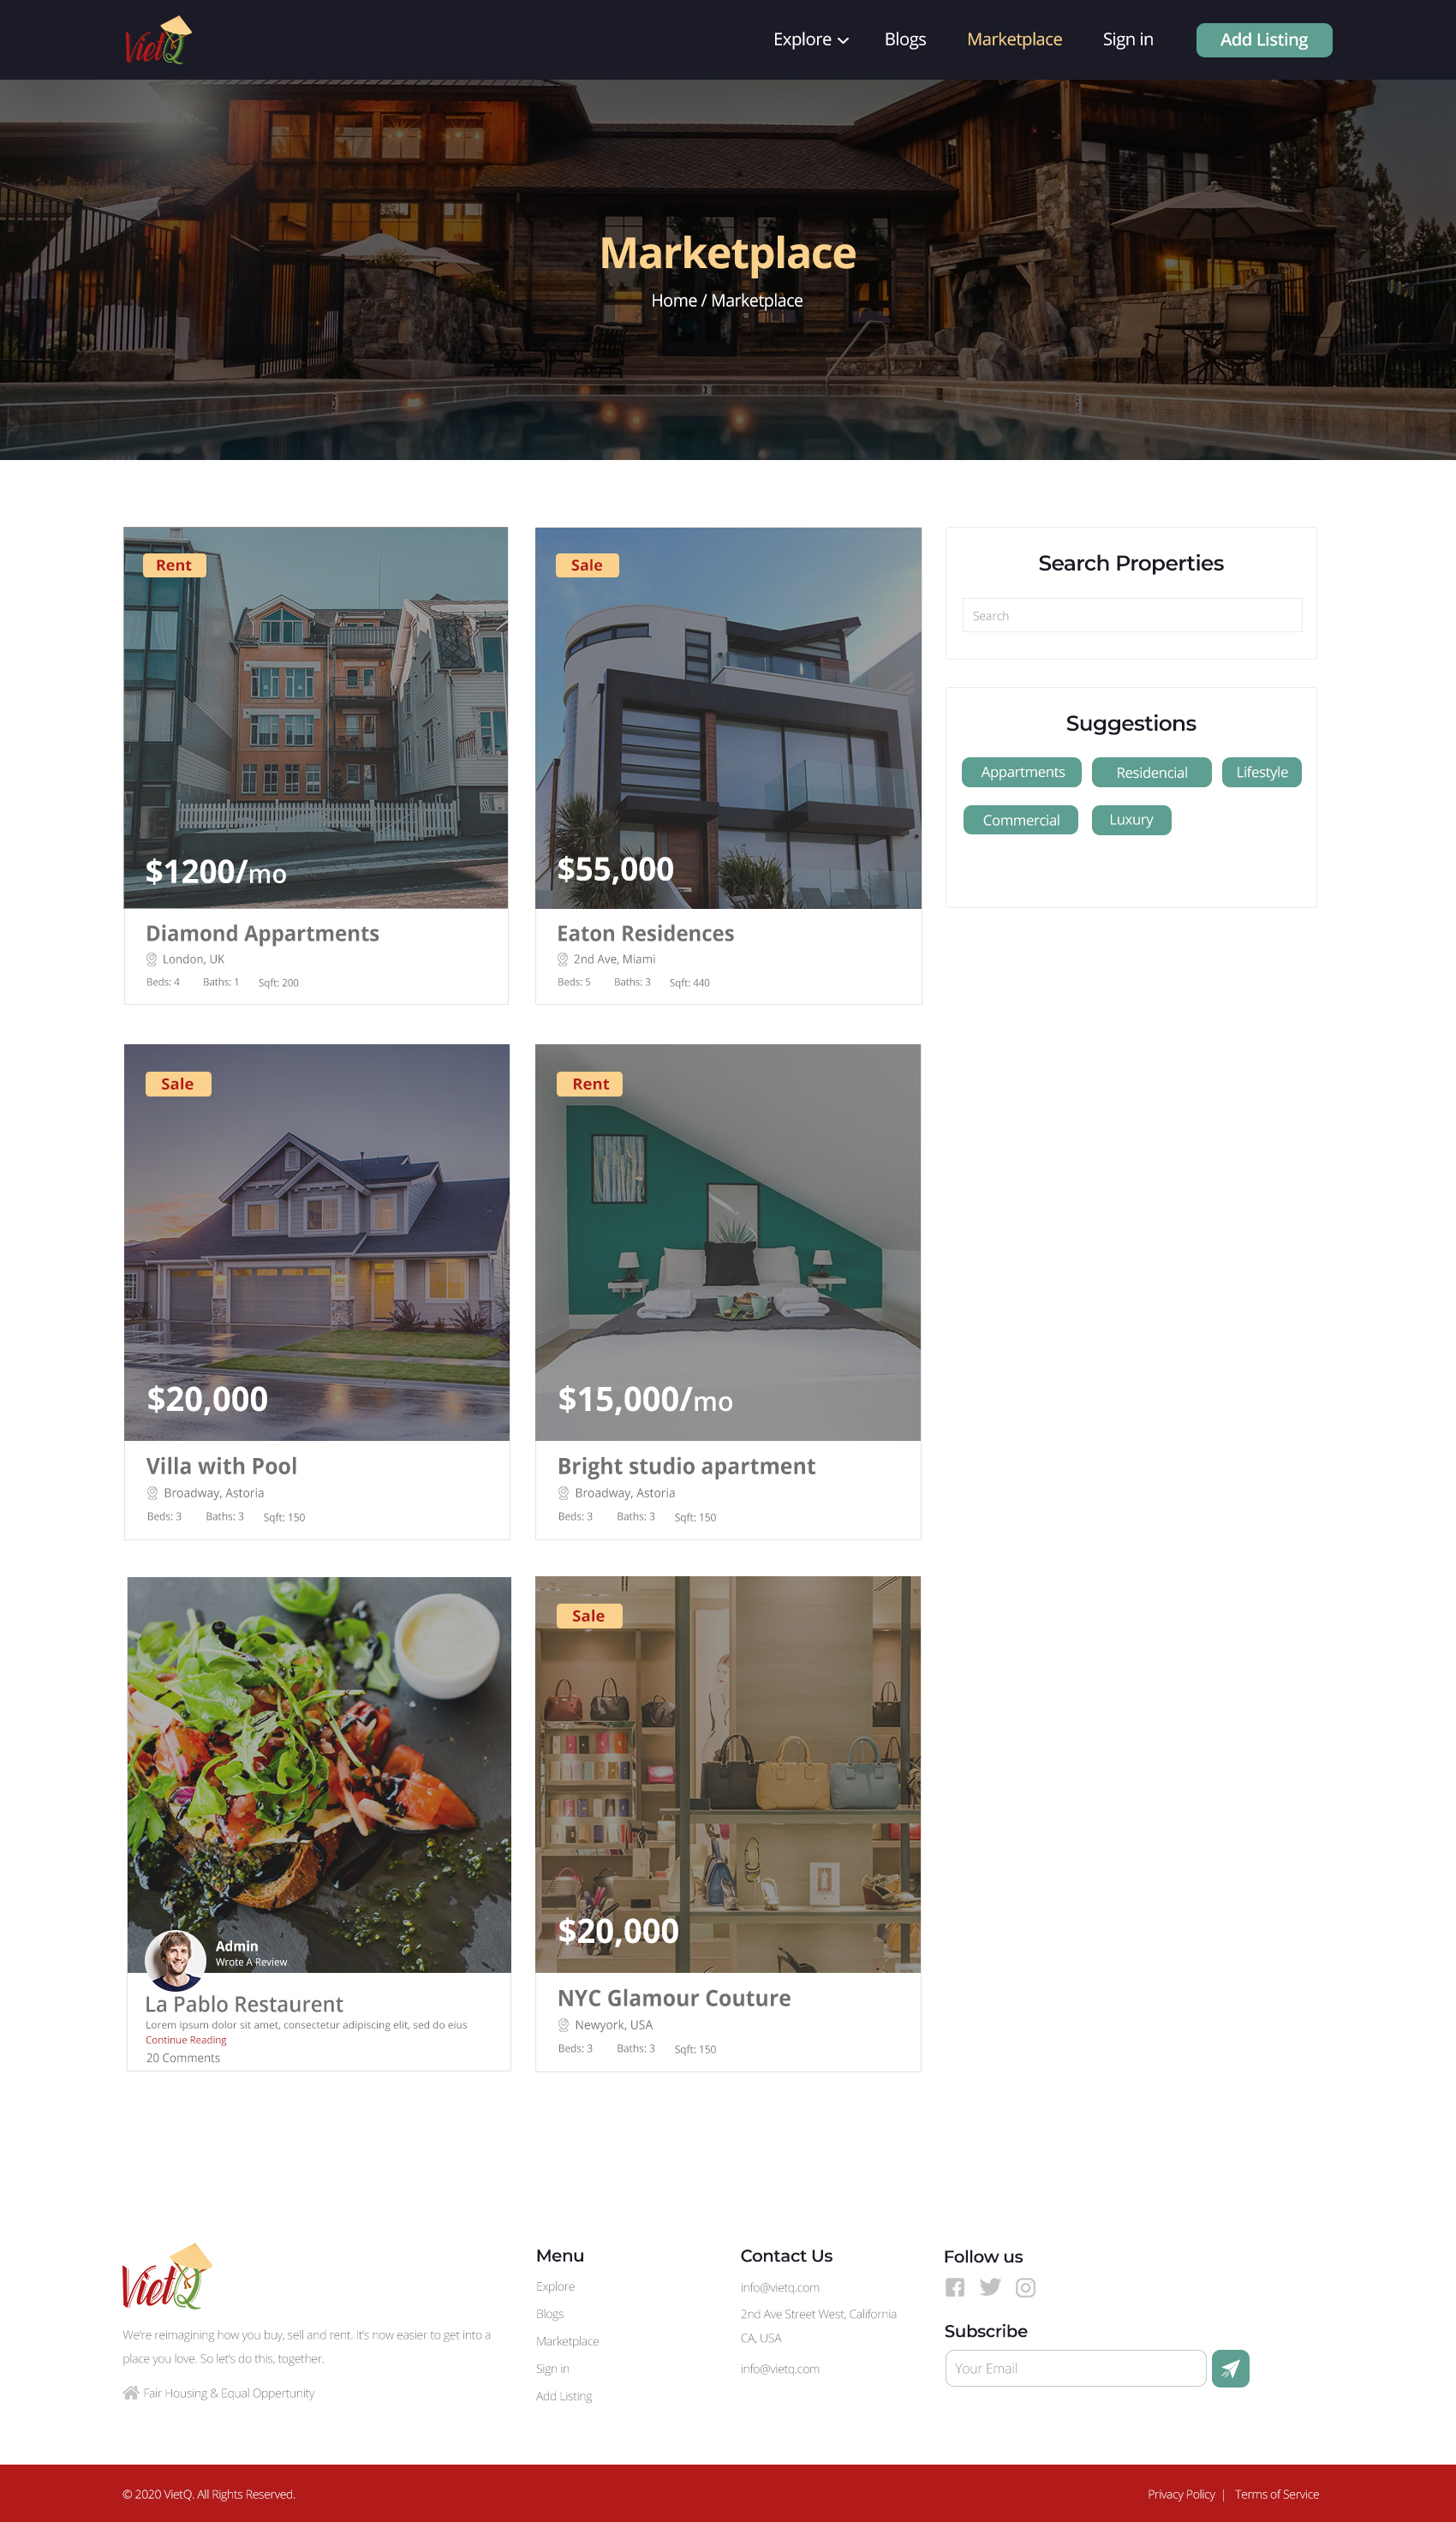 VietQ
Explore
Blogs
Marketplace
Sign in
Add Listing
Marketplace
Home / Marketplace
Rent
$1200/mo
Diamond Appartments
London, UK
Beds: 4 Baths: 1 Sqft: 200
Sale
$55,000
Eaton Residences
2nd Ave, Miami
Beds: 5 Baths: 3 Sqft: 440
Search Properties
Search
Suggestions
Appartments Residencial Lifestyle
Commercial Luxury
Sale
$20,000
Villa with Pool
Broadway, Astoria
Beds: 3 Baths: 3 Sqft: 150
Rent
$15,000/mo
Bright studio apartment
Broadway, Astoria
Beds: 3 Baths: 3 Sqft: 150
Admin
Wrote A Review
La Pablo Restaurent
Lorem ipsum dolor sit amet, consectetur adipiscing elit, sed do eius
Continue Reading
20 Comments
Sale
$20,000
NYC Glamour Couture
Newyork, USA
Beds: 3 Baths: 3 Sqft: 150
VietQ
We're reimagining how you buy, sell and rent. It's now easier to get into a
place you love. So let's do this, together.
Fair Housing & Equal Oppertunity
Menu
Explore
Blogs
Marketplace
Sign in
Add Listing
Contact Us
info@vietq.com
2nd Ave Street West, California
CA, USA
info@vietq.com
Follow us
Subscribe
Your Email
© 2020 VietQ. All Rights Reserved.
Privacy Policy | Terms of Service